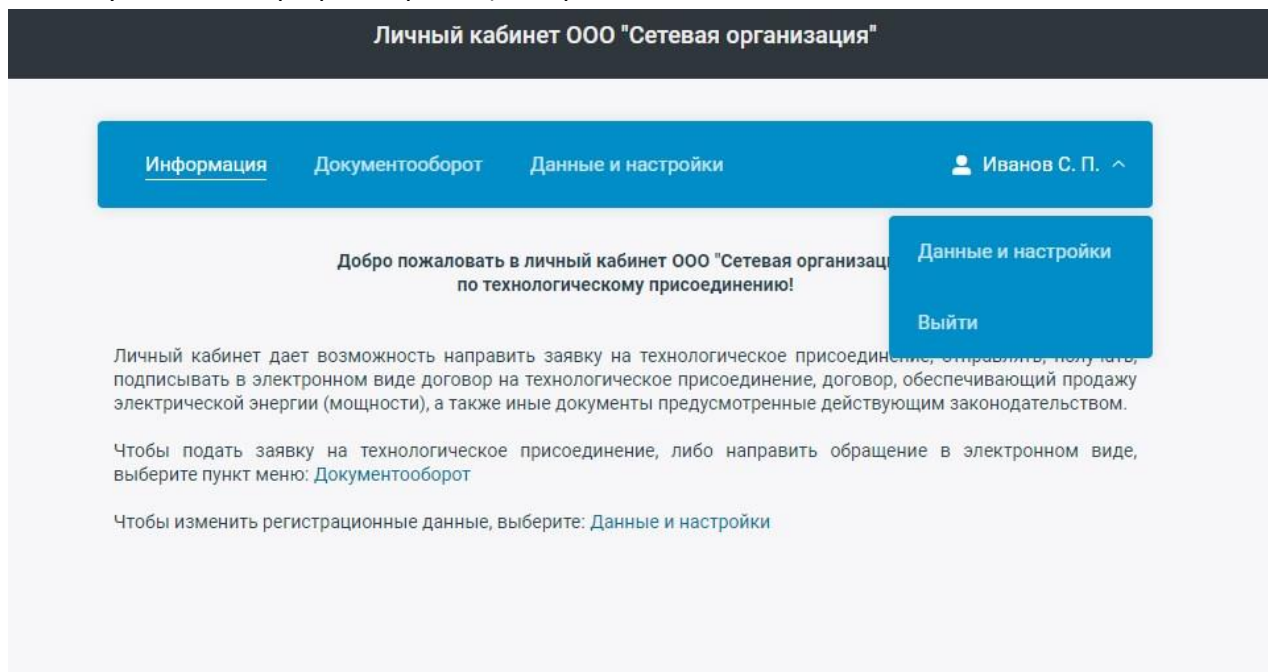 Личный кабинет ООО "Сетевая организация"
Информация Документооборот Данные и настройки Иванов С. П.
Данные и настройки
Выйти
Добро пожаловать в личный кабинет ООО "Сетевая
по технологическому присоединению!
Личный кабинет дает возможность направить заявку на технологическое
подписывать в электронном виде договор на технологическое присоединение, договор, обеспечивающий продажу
электрической энергии (мощности), а также иные документы предусмотренные действующим законодательством.
Чтобы подать заявку на технологическое присоединение, либо направить обращение в электронном виде,
выберите пункт меню: Документооборот
Чтобы изменить регистрационные данные, выберите: Данные и настройки